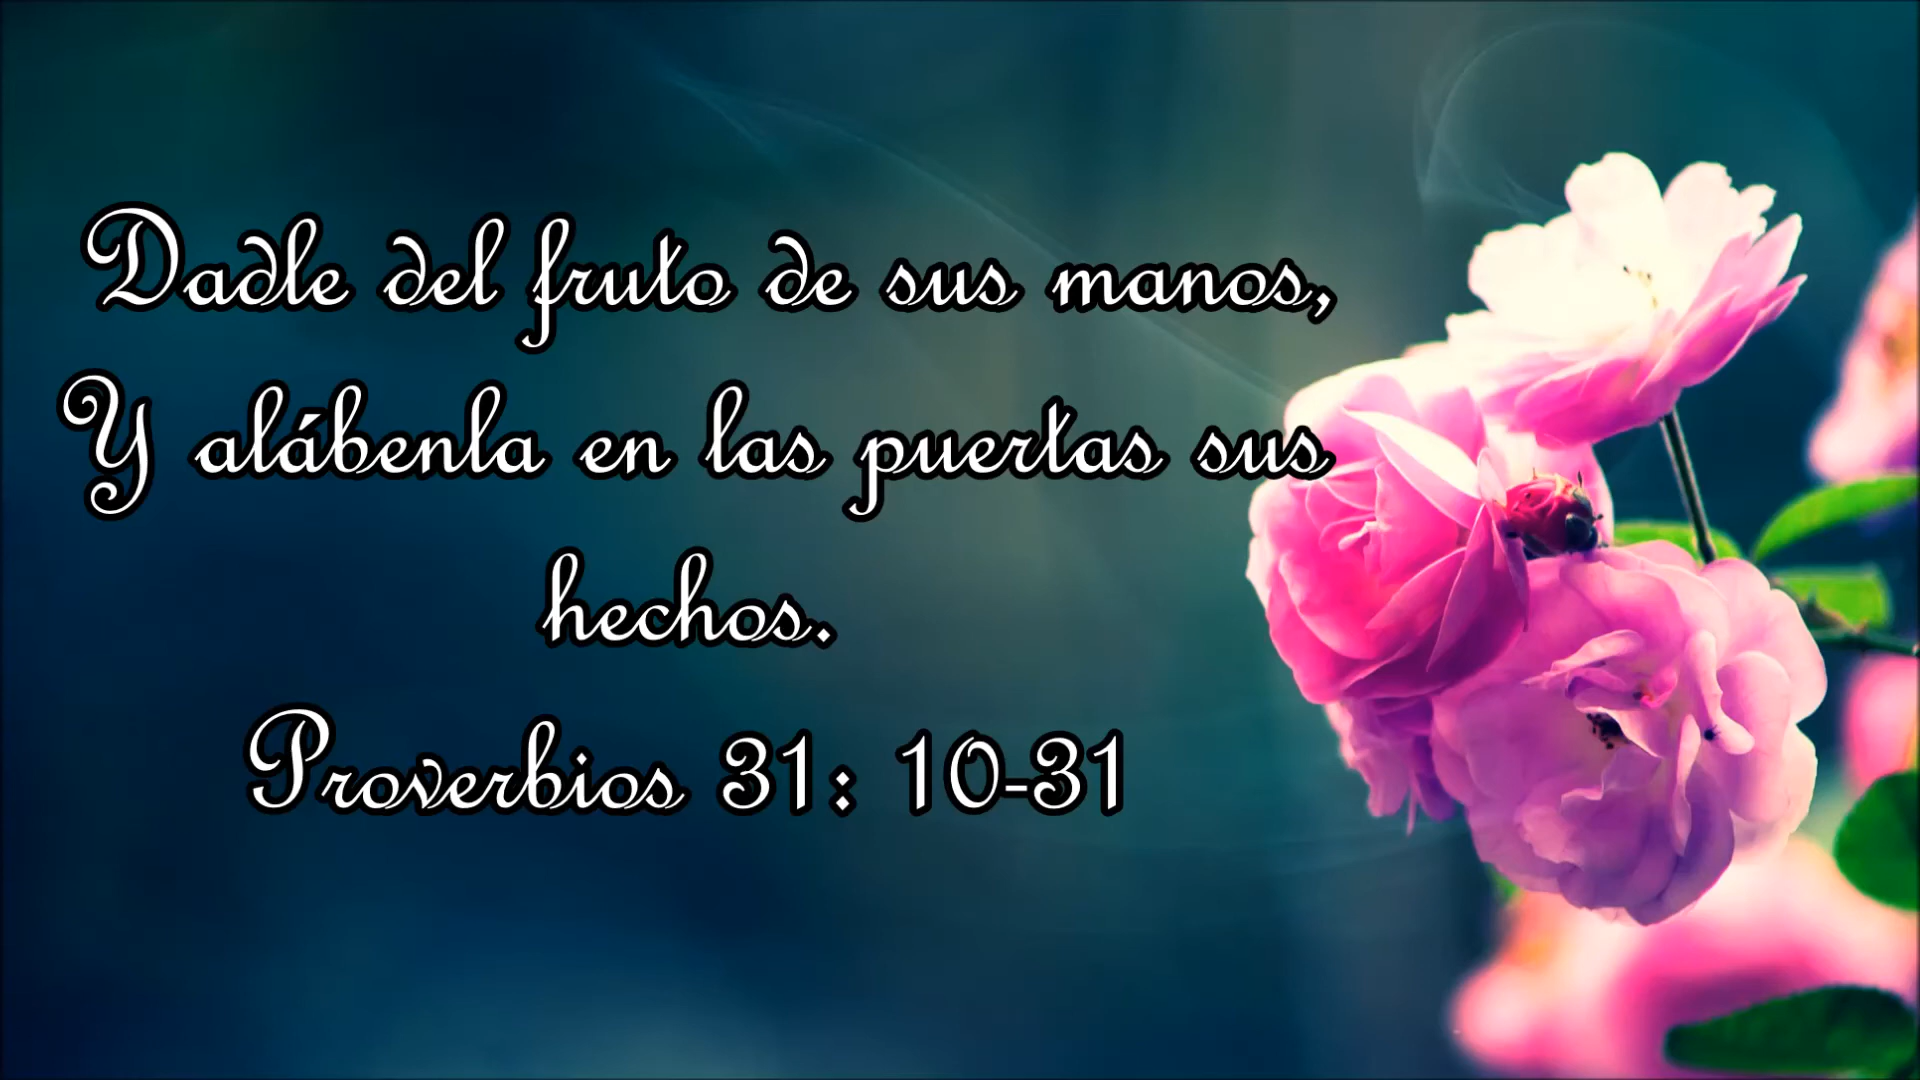 Dadle del fruto de sus manos,
Y alábenla en las puertas sus
hechos.
Proverbios 31: 10-31